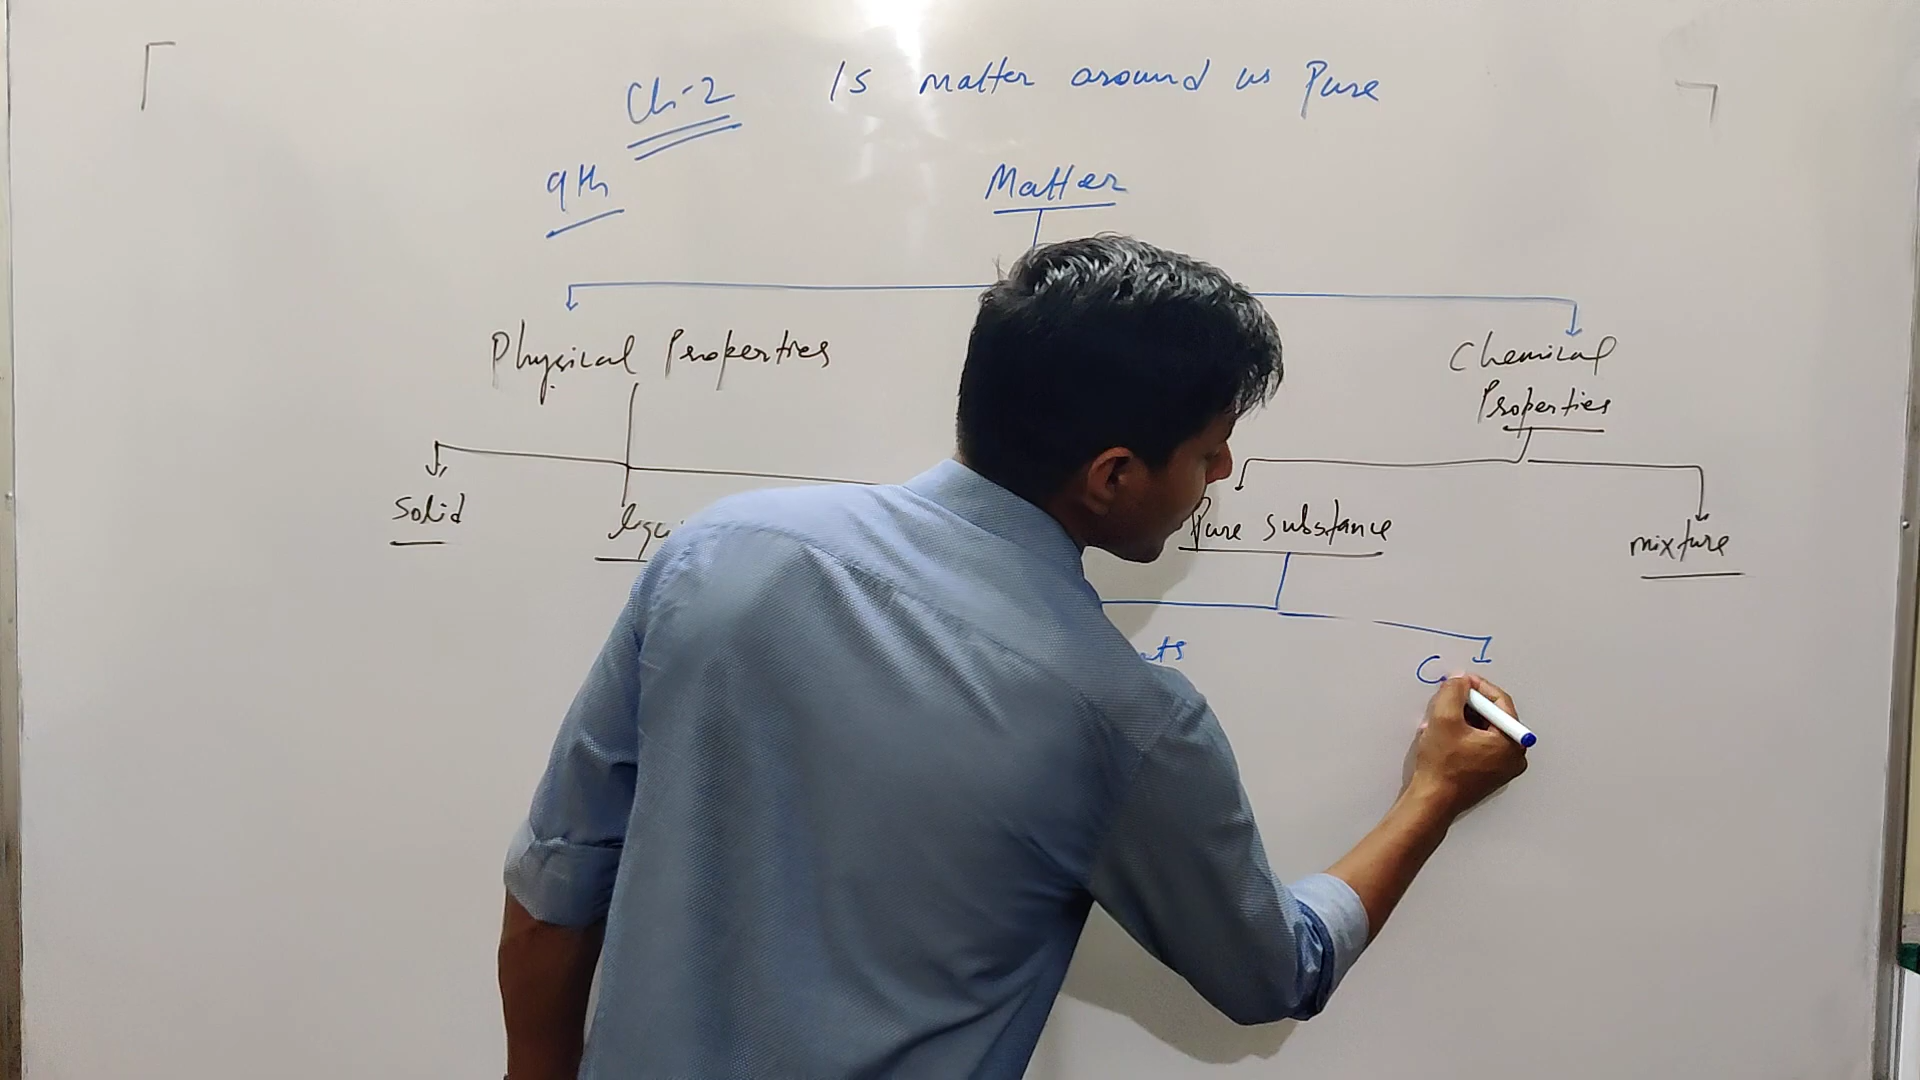 Ch-2 Is matter around us Pure
9th
Matter
Physical Properties
Chemical
Properties
Solid
Pure substance
mixture